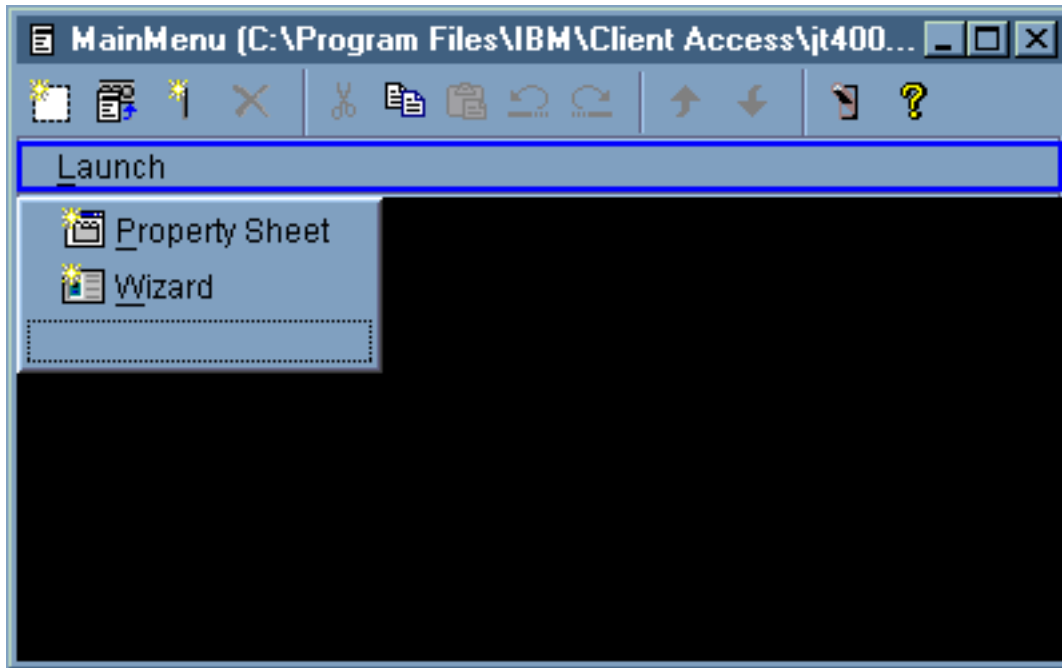 MainMenu (C:\Program Files\IBM\Client Access\jt400...
Launch
Property Sheet
Wizard